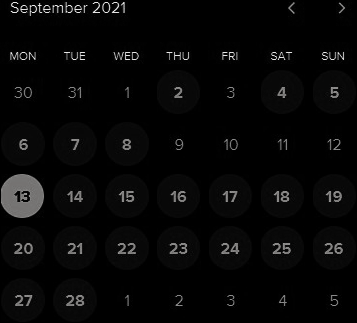 September 2021
MON TUE WED THU FRI SAT SUN
30 31 1 2 3 4 5
6 7 8 9 10 11 12
13 14 15 16 17 18 19
20 21 22 23 24 25 26
27 28 1 2 3 4 5